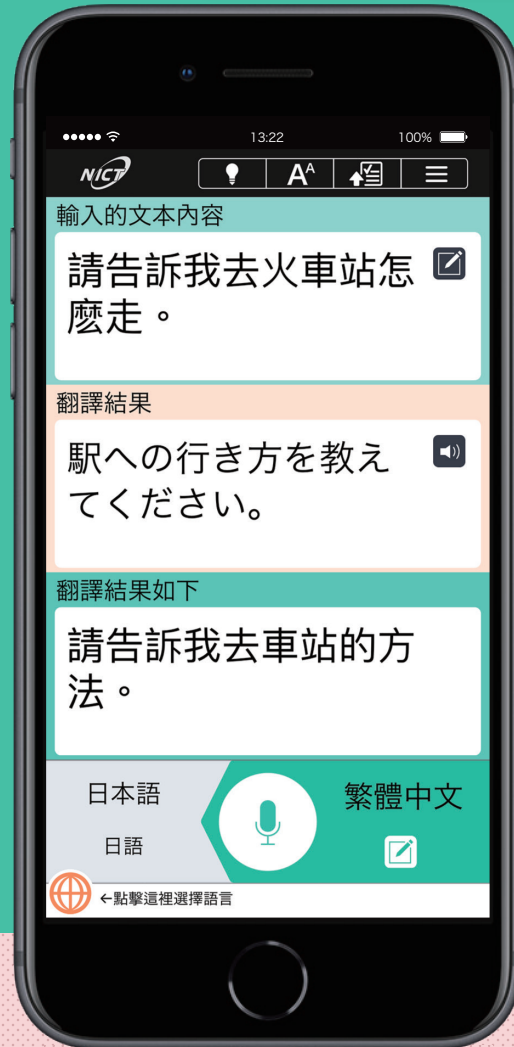 13:22
100%
NICT
AA
輸入的文本內容
請告訴我去火車站怎
麼走。
翻譯結果
駅への行き方を教え
てください。
翻譯結果如下
請告訴我去車站的方
法。
日本語
繁體中文
日語
←點擊這裡選擇語言